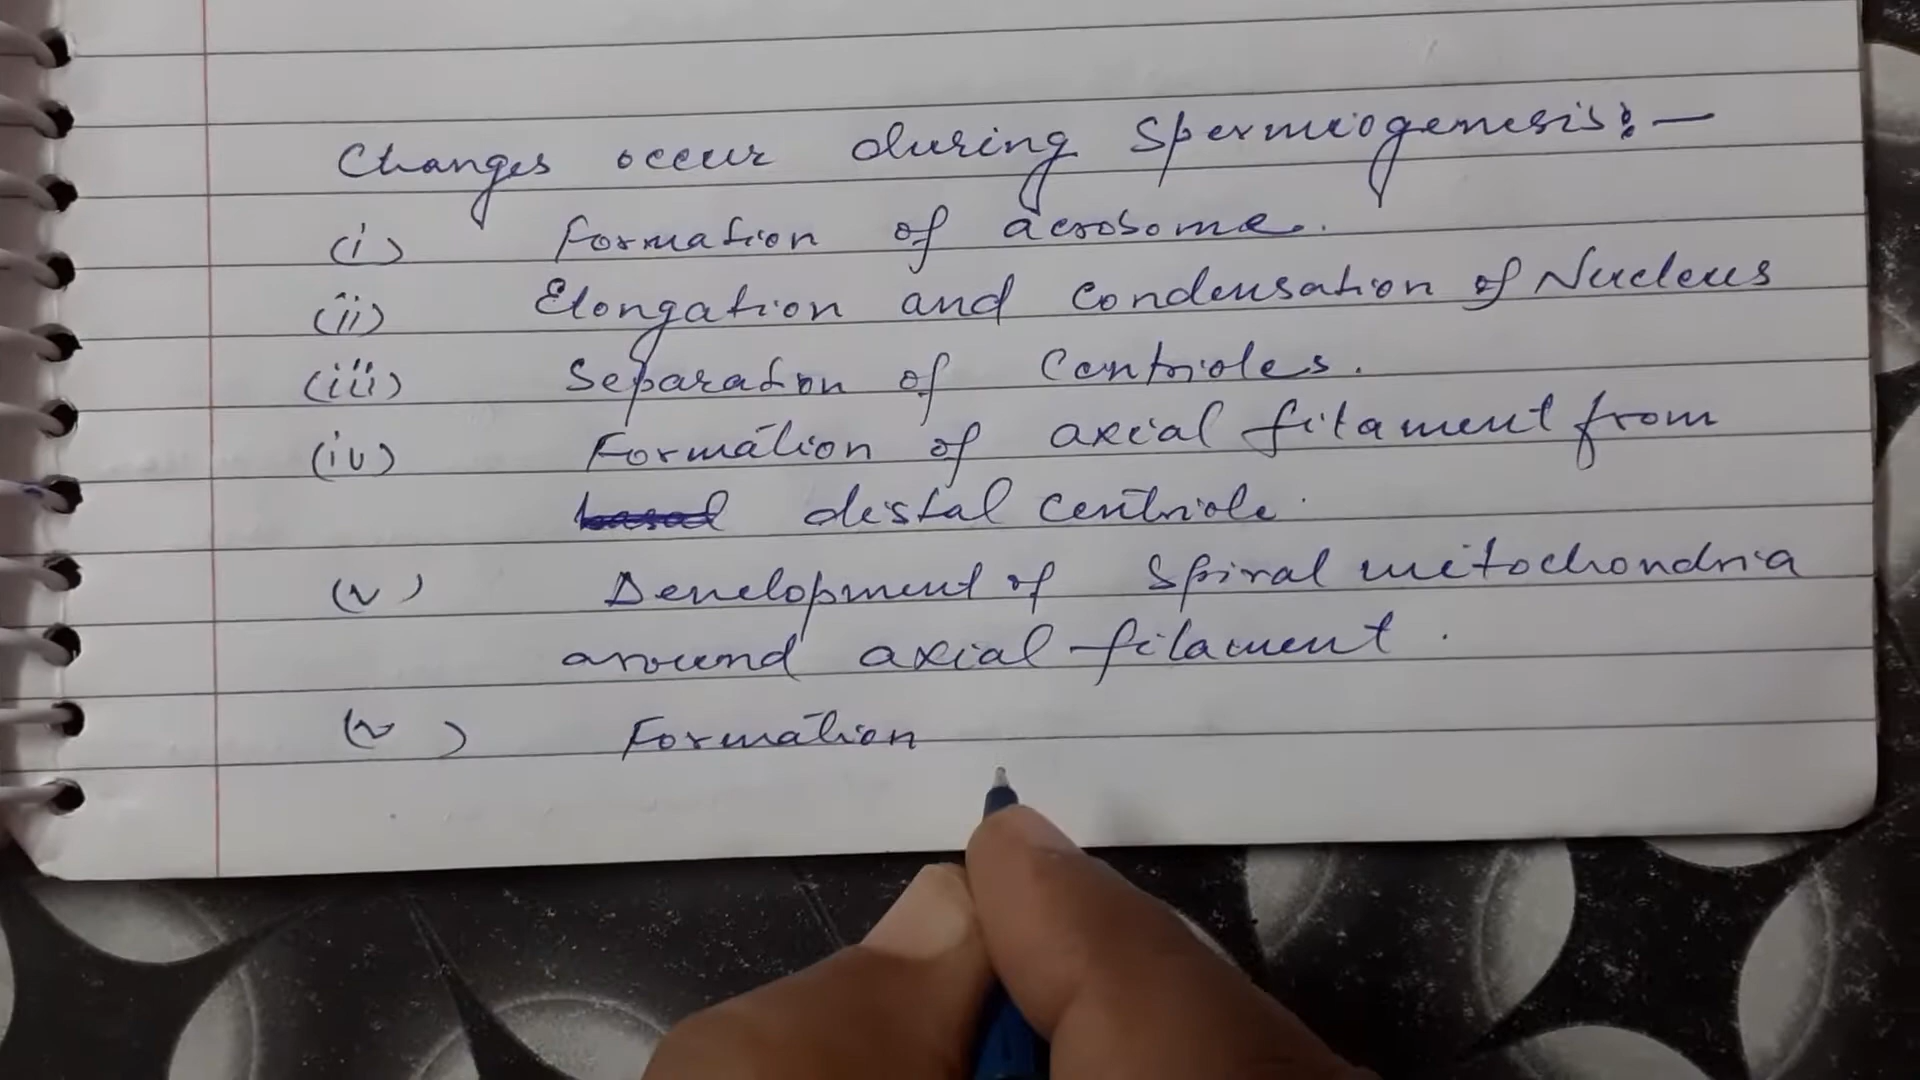 Changes occur during Spermiogenesis:-
(i) Formation of acrosome.
(ii) Elongation and condensation of Nucleus
(iii) Separation of Centrioles.
(iv) Formation of axial filament from
distal centriole.
(v) Development of Spiral mitochondria
around axial filament.
(v ) Formation